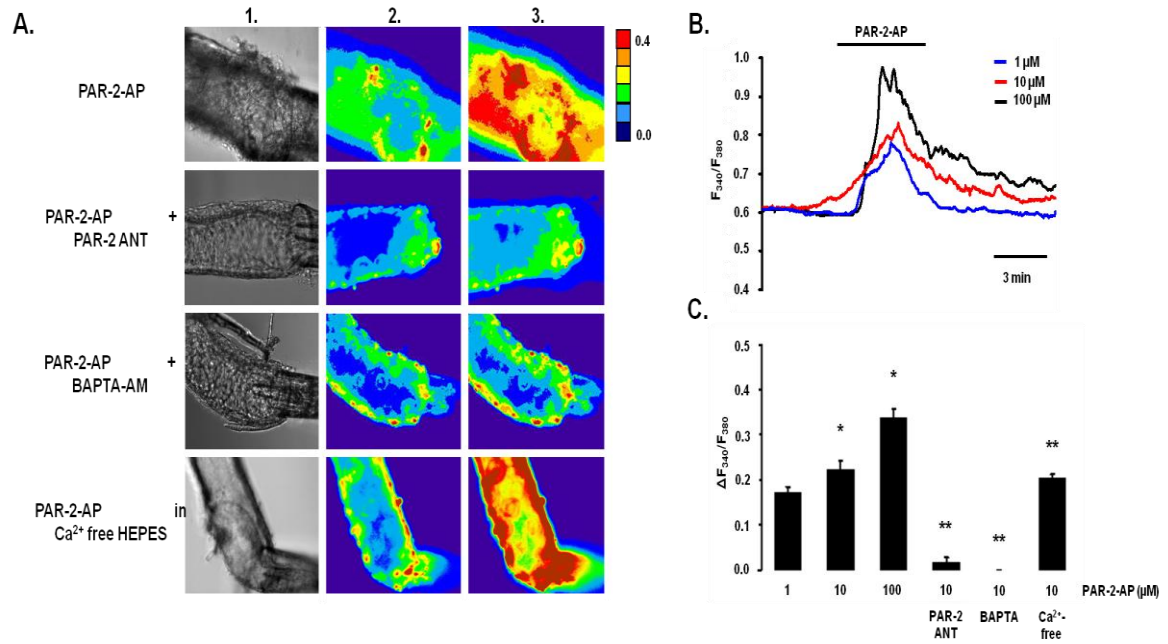 A.
1. 2. 3.
PAR-2-AP
0.4
0.0
PAR-2-AP +
PAR-2 ANT
PAR-2-AP +
BAPTA-AM
PAR-2-AP in
Ca²⁺ free HEPES
B.
PAR-2-AP
1 µM
10 µM
100 µM
F₃₄₀/F₃₈₀
1.0
0.9
0.8
0.7
0.6
0.5
0.4
3 min
C.
ΔF₃₄₀/F₃₈₀
0.5
0.4
0.3
0.2
0.1
0.0
* * ** ** **
1 10 100 10 10 10 PAR-2-AP (µM)
PAR-2 BAPTA Ca²⁺-
ANT free